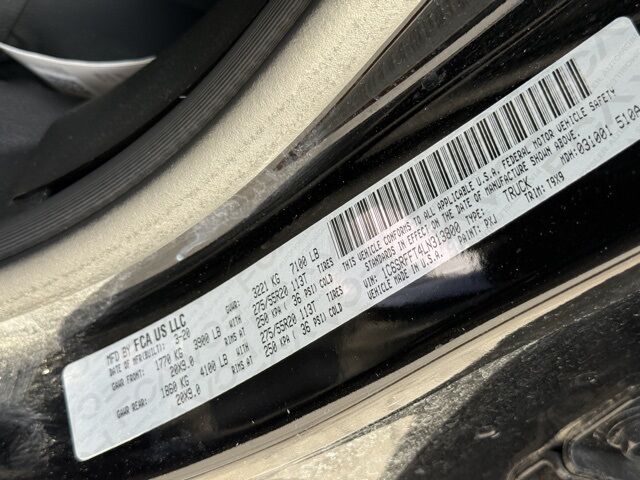 MFD BY FCA US LLC
DATE OF MFR(BUILT): 3-20 GVWR: 3221 KG 7100 LB
GAWR FRONT: 1770 KG 3900 LB WITH 275/55R20 113T TIRES
20X9.0 RIMS AT 250 KPA ( 36 PSI) COLD
GAWR REAR: 1860 KG 4100 LB WITH 275/55R20 113T TIRES
20X9.0 RIMS AT 250 KPA ( 36 PSI) COLD
THIS VEHICLE CONFORMS TO ALL APPLICABLE U.S.A. FEDERAL MOTOR VEHICLE SAFETY
STANDARDS IN EFFECT ON THE DATE OF MANUFACTURE SHOWN ABOVE.
TYPE: TRUCK MDH: 031001 510A
MADE IN U.S.A. PAINT: PXJ TRIM: T9X9